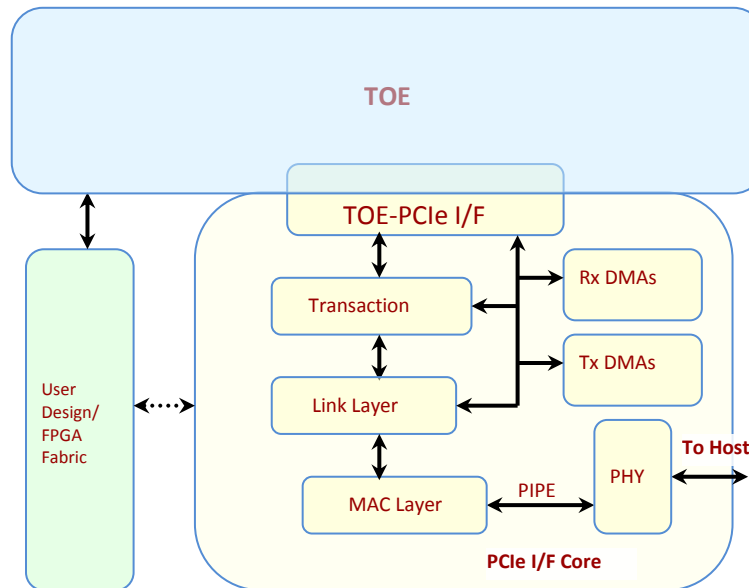 TOE
TOE-PCIe I/F
Transaction
Rx DMAs
Tx DMAs
Link Layer
User
Design/
FPGA
Fabric
To Host
PHY
PIPE
MAC Layer
PCIe I/F Core